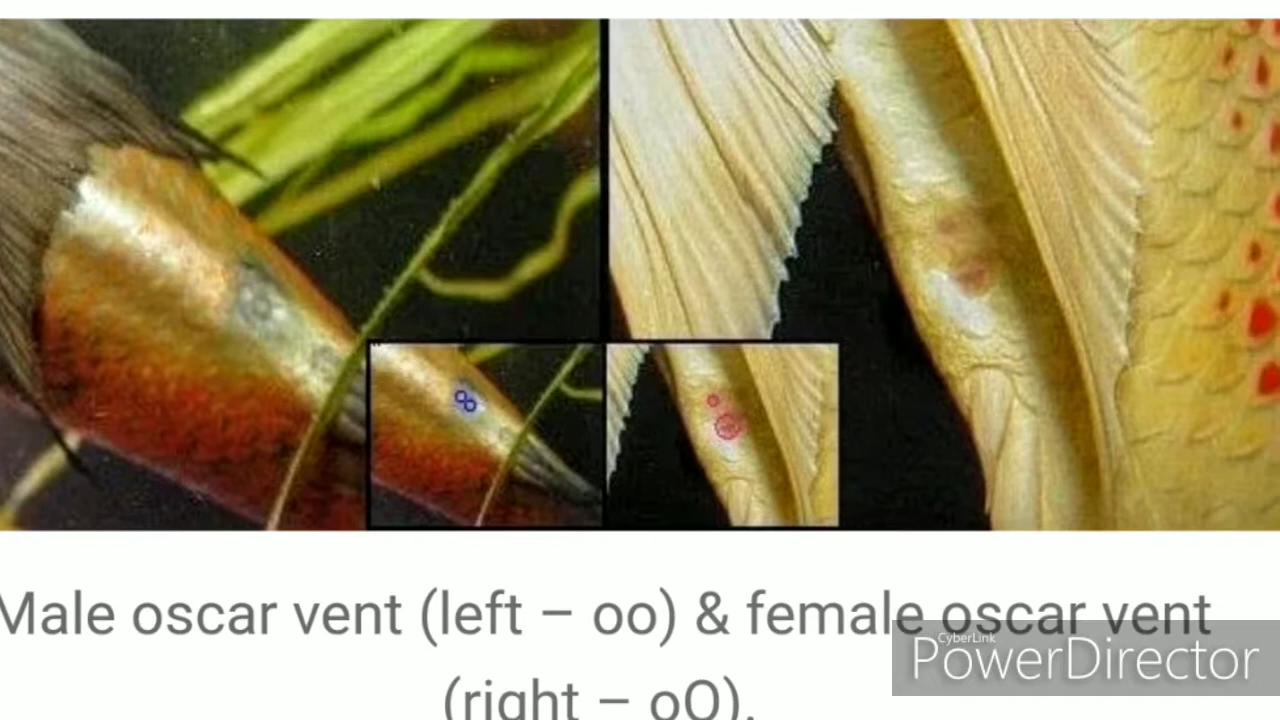 Male oscar vent (left – oo) & female oscar vent
(right – oO).
CyberLink
PowerDirector